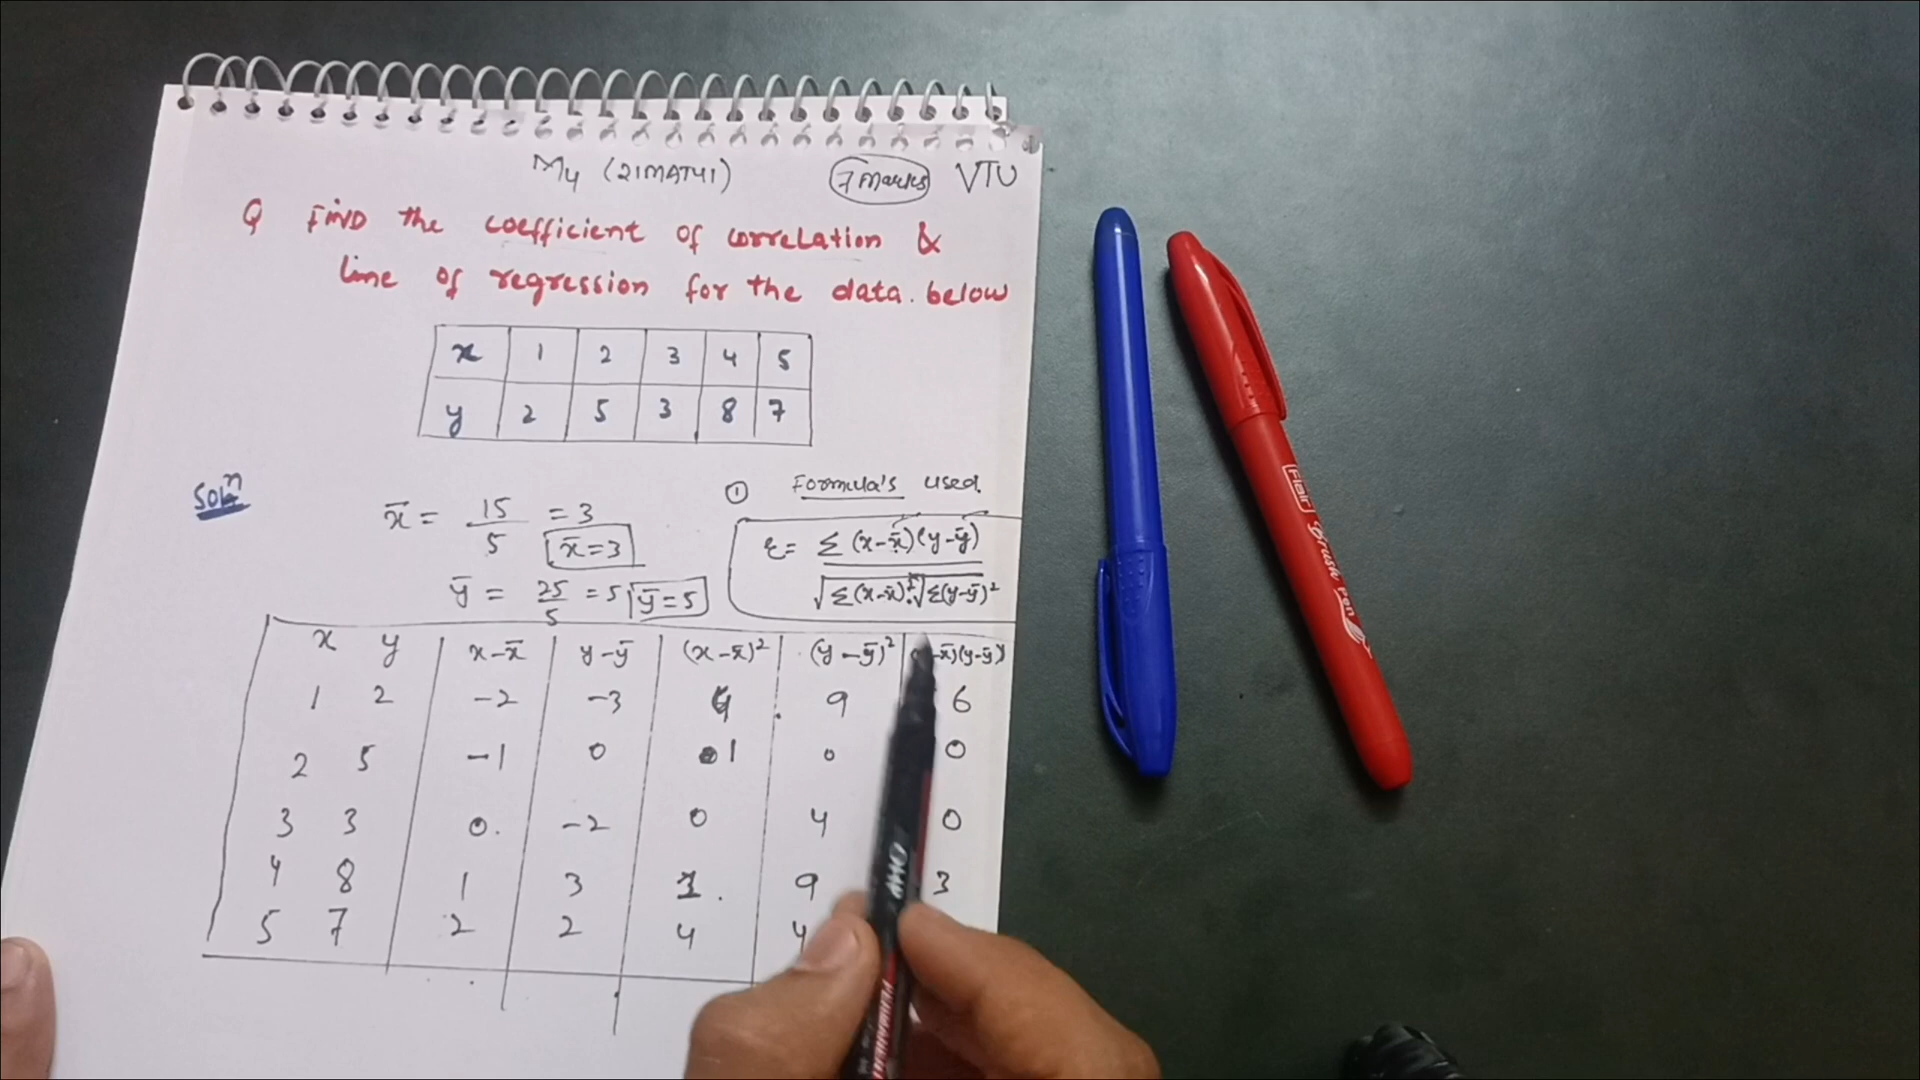 M4 (21MAT41) 7 Marks VTU
Q FIND the coefficient of correlation &
line of regression for the data. below
x 1 2 3 4 5
y 2 5 3 8 7
Solⁿ
x̄ = 15/5 = 3
x̄=3
ȳ = 25/5 = 5 ȳ=5
① Formula's used.
r = Σ(x-x̄)(y-ȳ) / √Σ(x-x̄)²·√Σ(y-ȳ)²
x y x-x̄ y-ȳ (x-x̄)² (y-ȳ)² -x̄)(y-ȳ)
1 2 -2 -3 4 9 6
2 5 -1 0 1 0 0
3 3 0. -2 0 4 0
4 8 1 3 1. 9 3
5 7 2 2 4 4
Flair Brush Pen
OHP